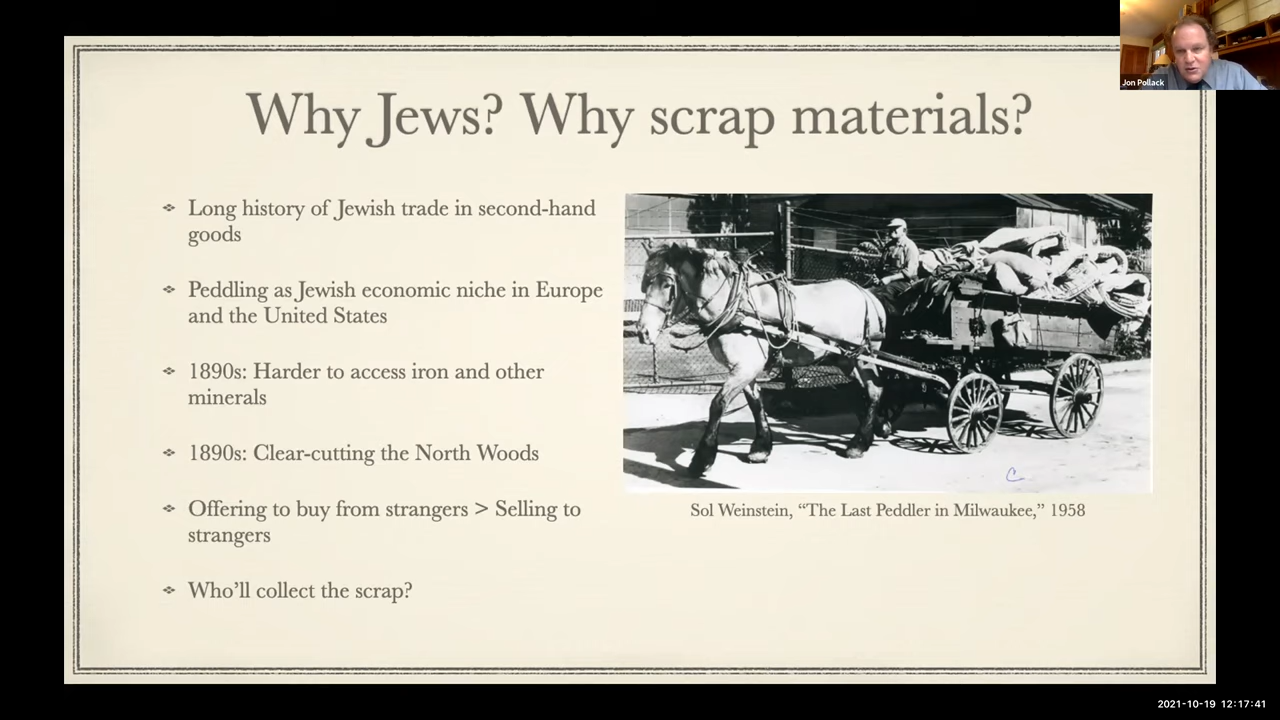 Jon Pollack
Why Jews? Why scrap materials?
Long history of Jewish trade in second-hand
goods
Peddling as Jewish economic niche in Europe
and the United States
1890s: Harder to access iron and other
minerals
1890s: Clear-cutting the North Woods
Offering to buy from strangers > Selling to
strangers
Who’ll collect the scrap?
C
Sol Weinstein, “The Last Peddler in Milwaukee,” 1958
2021-10-19 12:17:41